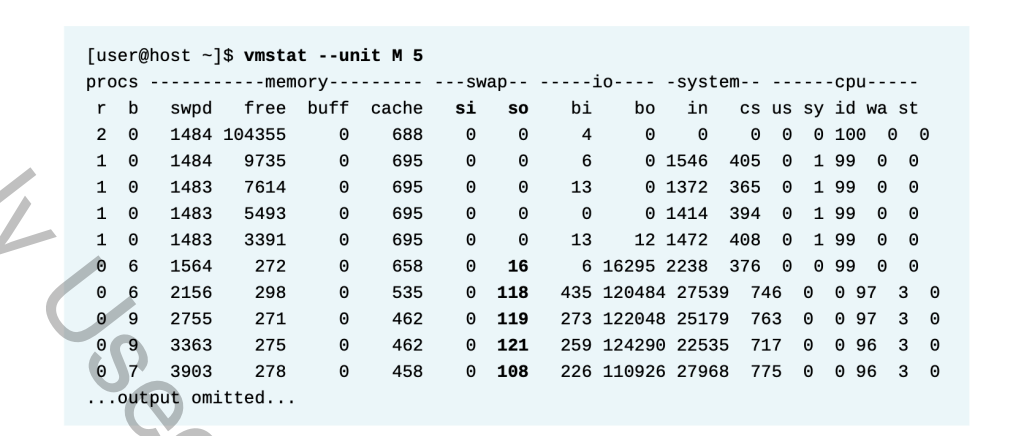 [user@host ~]$ vmstat --unit M 5
procs -----------memory--------- ---swap-- -----io---- -system-- ------cpu-----
 r  b   swpd   free  buff  cache   si   so    bi    bo   in   cs us sy id wa st
 2  0   1484 104355     0    688    0    0     4     0    0    0  0  0 100  0  0
 1  0   1484   9735     0    695    0    0     6     0 1546  405  0  1 99  0  0
 1  0   1483   7614     0    695    0    0    13     0 1372  365  0  1 99  0  0
 1  0   1483   5493     0    695    0    0     0     0 1414  394  0  1 99  0  0
 1  0   1483   3391     0    695    0    0    13    12 1472  408  0  1 99  0  0
 0  6   1564    272     0    658    0   16     6 16295 2238  376  0  0 99  0  0
 0  6   2156    298     0    535    0  118   435 120484 27539  746  0  0 97  3  0
 0  9   2755    271     0    462    0  119   273 122048 25179  763  0  0 97  3  0
 0  9   3363    275     0    462    0  121   259 124290 22535  717  0  0 96  3  0
 0  7   3903    278     0    458    0  108   226 110926 27968  775  0  0 96  3  0
...output omitted...